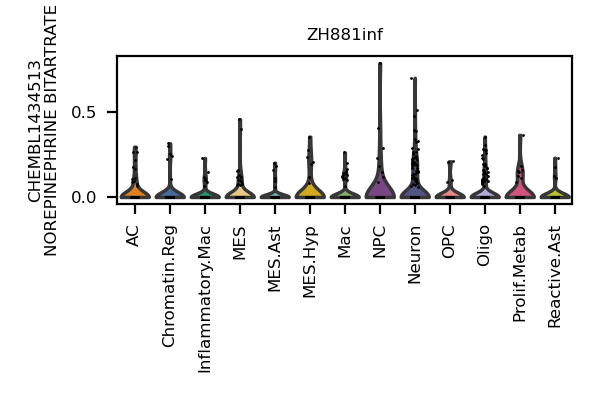 ZH881inf
CHEMBL1434513
NOREPINEPHRINE BITARTRATE
0.5
0.0
AC
Chromatin.Reg
Inflammatory.Mac
MES
MES.Ast
MES.Hyp
Mac
NPC
Neuron
OPC
Oligo
Prolif.Metab
Reactive.Ast